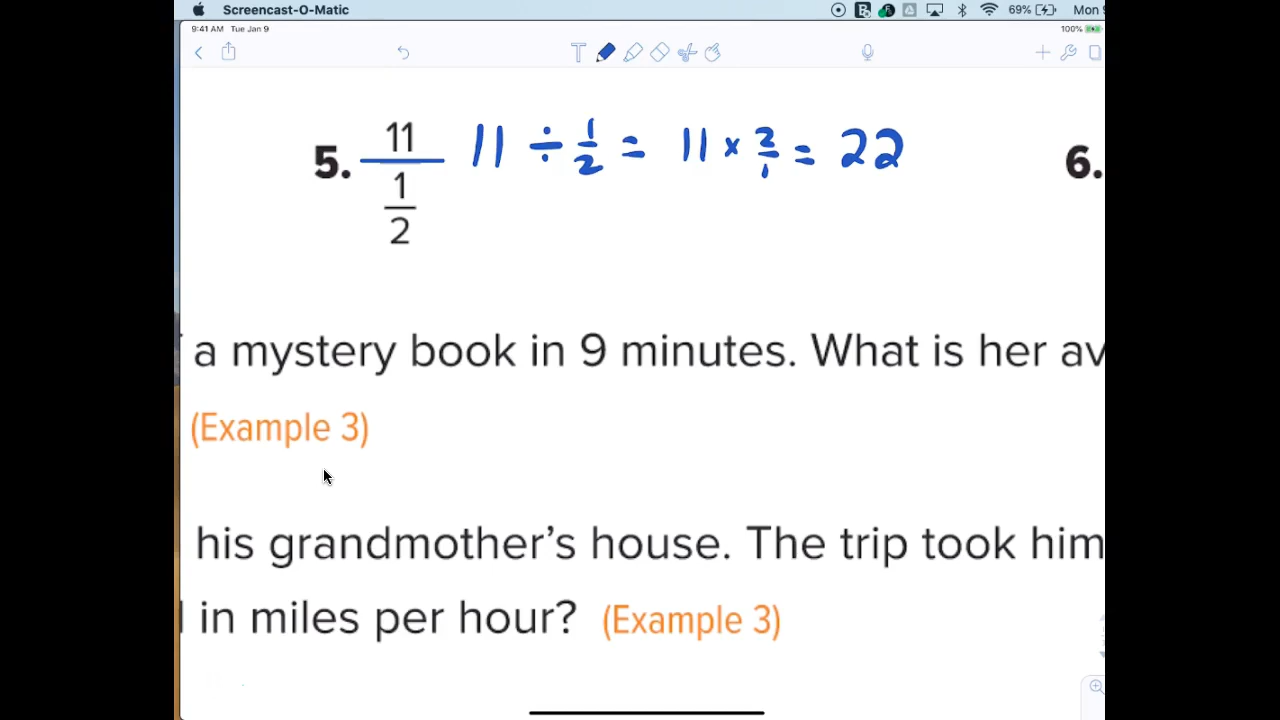 Screencast-O-Matic 69% Mon 9
9:41 AM Tue Jan 9 100%
T
5. 11 / 1/2 11 ÷ 1/2 = 11 × 2/1 = 22 6.
a mystery book in 9 minutes. What is her av
(Example 3)
his grandmother's house. The trip took him
in miles per hour? (Example 3)